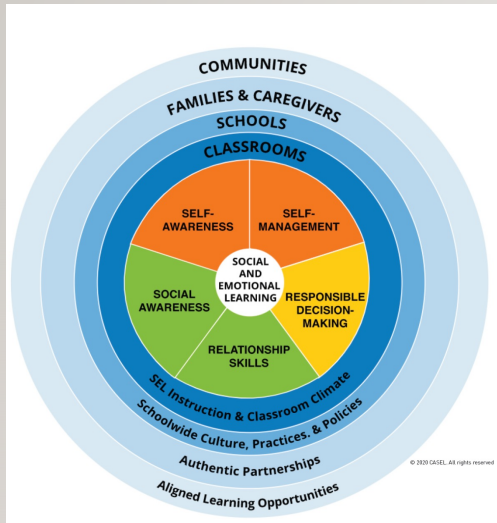 COMMUNITIES
FAMILIES & CAREGIVERS
SCHOOLS
CLASSROOMS
SELF-
AWARENESS
SELF-
MANAGEMENT
SOCIAL
AND
EMOTIONAL
LEARNING
SOCIAL
AWARENESS
RESPONSIBLE
DECISION-
MAKING
RELATIONSHIP
SKILLS
SEL Instruction & Classroom Climate
Schoolwide Culture, Practices. & Policies
Authentic Partnerships
Aligned Learning Opportunities
© 2020 CASEL. All rights reserved